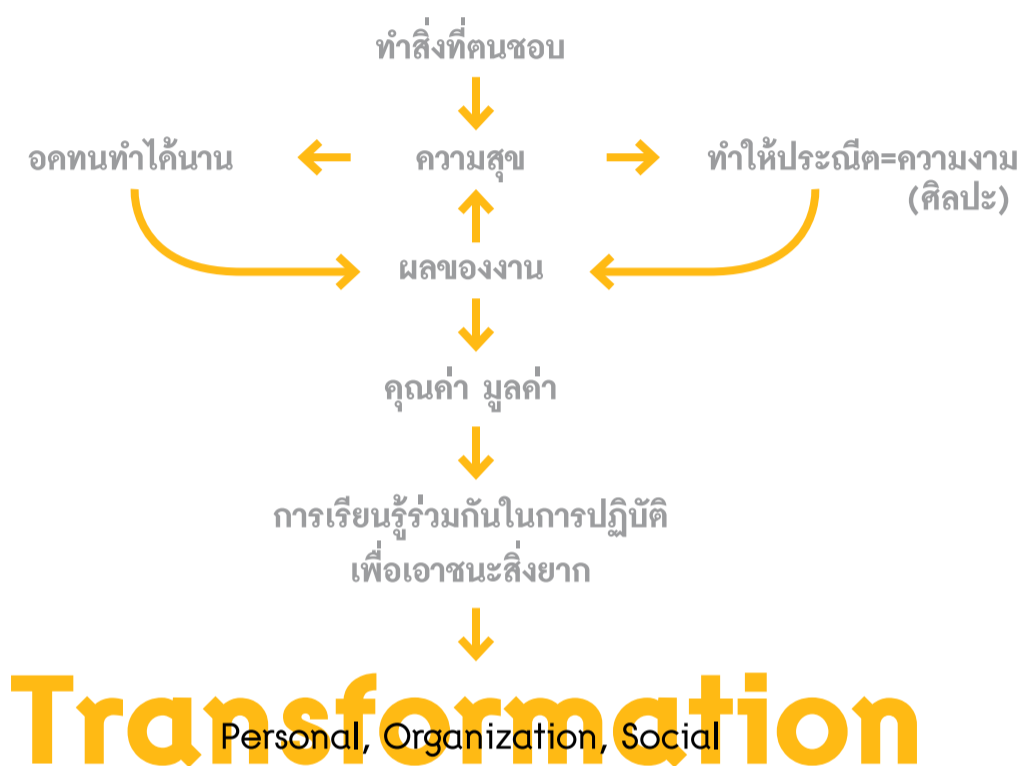 ทำสิ่งที่ตนชอบ
อดทนทำได้นาน
ความสุข
ทำให้ประณีต=ความงาม
(ศิลปะ)
ผลของงาน
คุณค่า มูลค่า
การเรียนรู้ร่วมกันในการปฏิบัติ
เพื่อเอาชนะสิ่งยาก
Transformation
Personal, Organization, Social